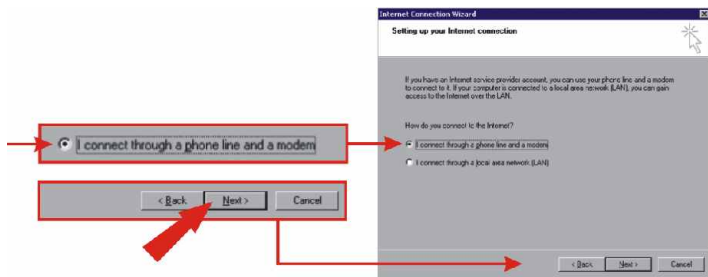 Internet Connection Wizard
Setting up your Internet connection
If you have an Internet service provider account, you can use your phone line and a modem
to connect to it. If your computer is connected to a local area network (LAN), you can gain
access to the Internet over the LAN.
How do you connect to the Internet?
I connect through a phone line and a modem
I connect through a phone line and a modem
I connect through a local area network (LAN)
< Back Next > Cancel
< Back Next > Cancel